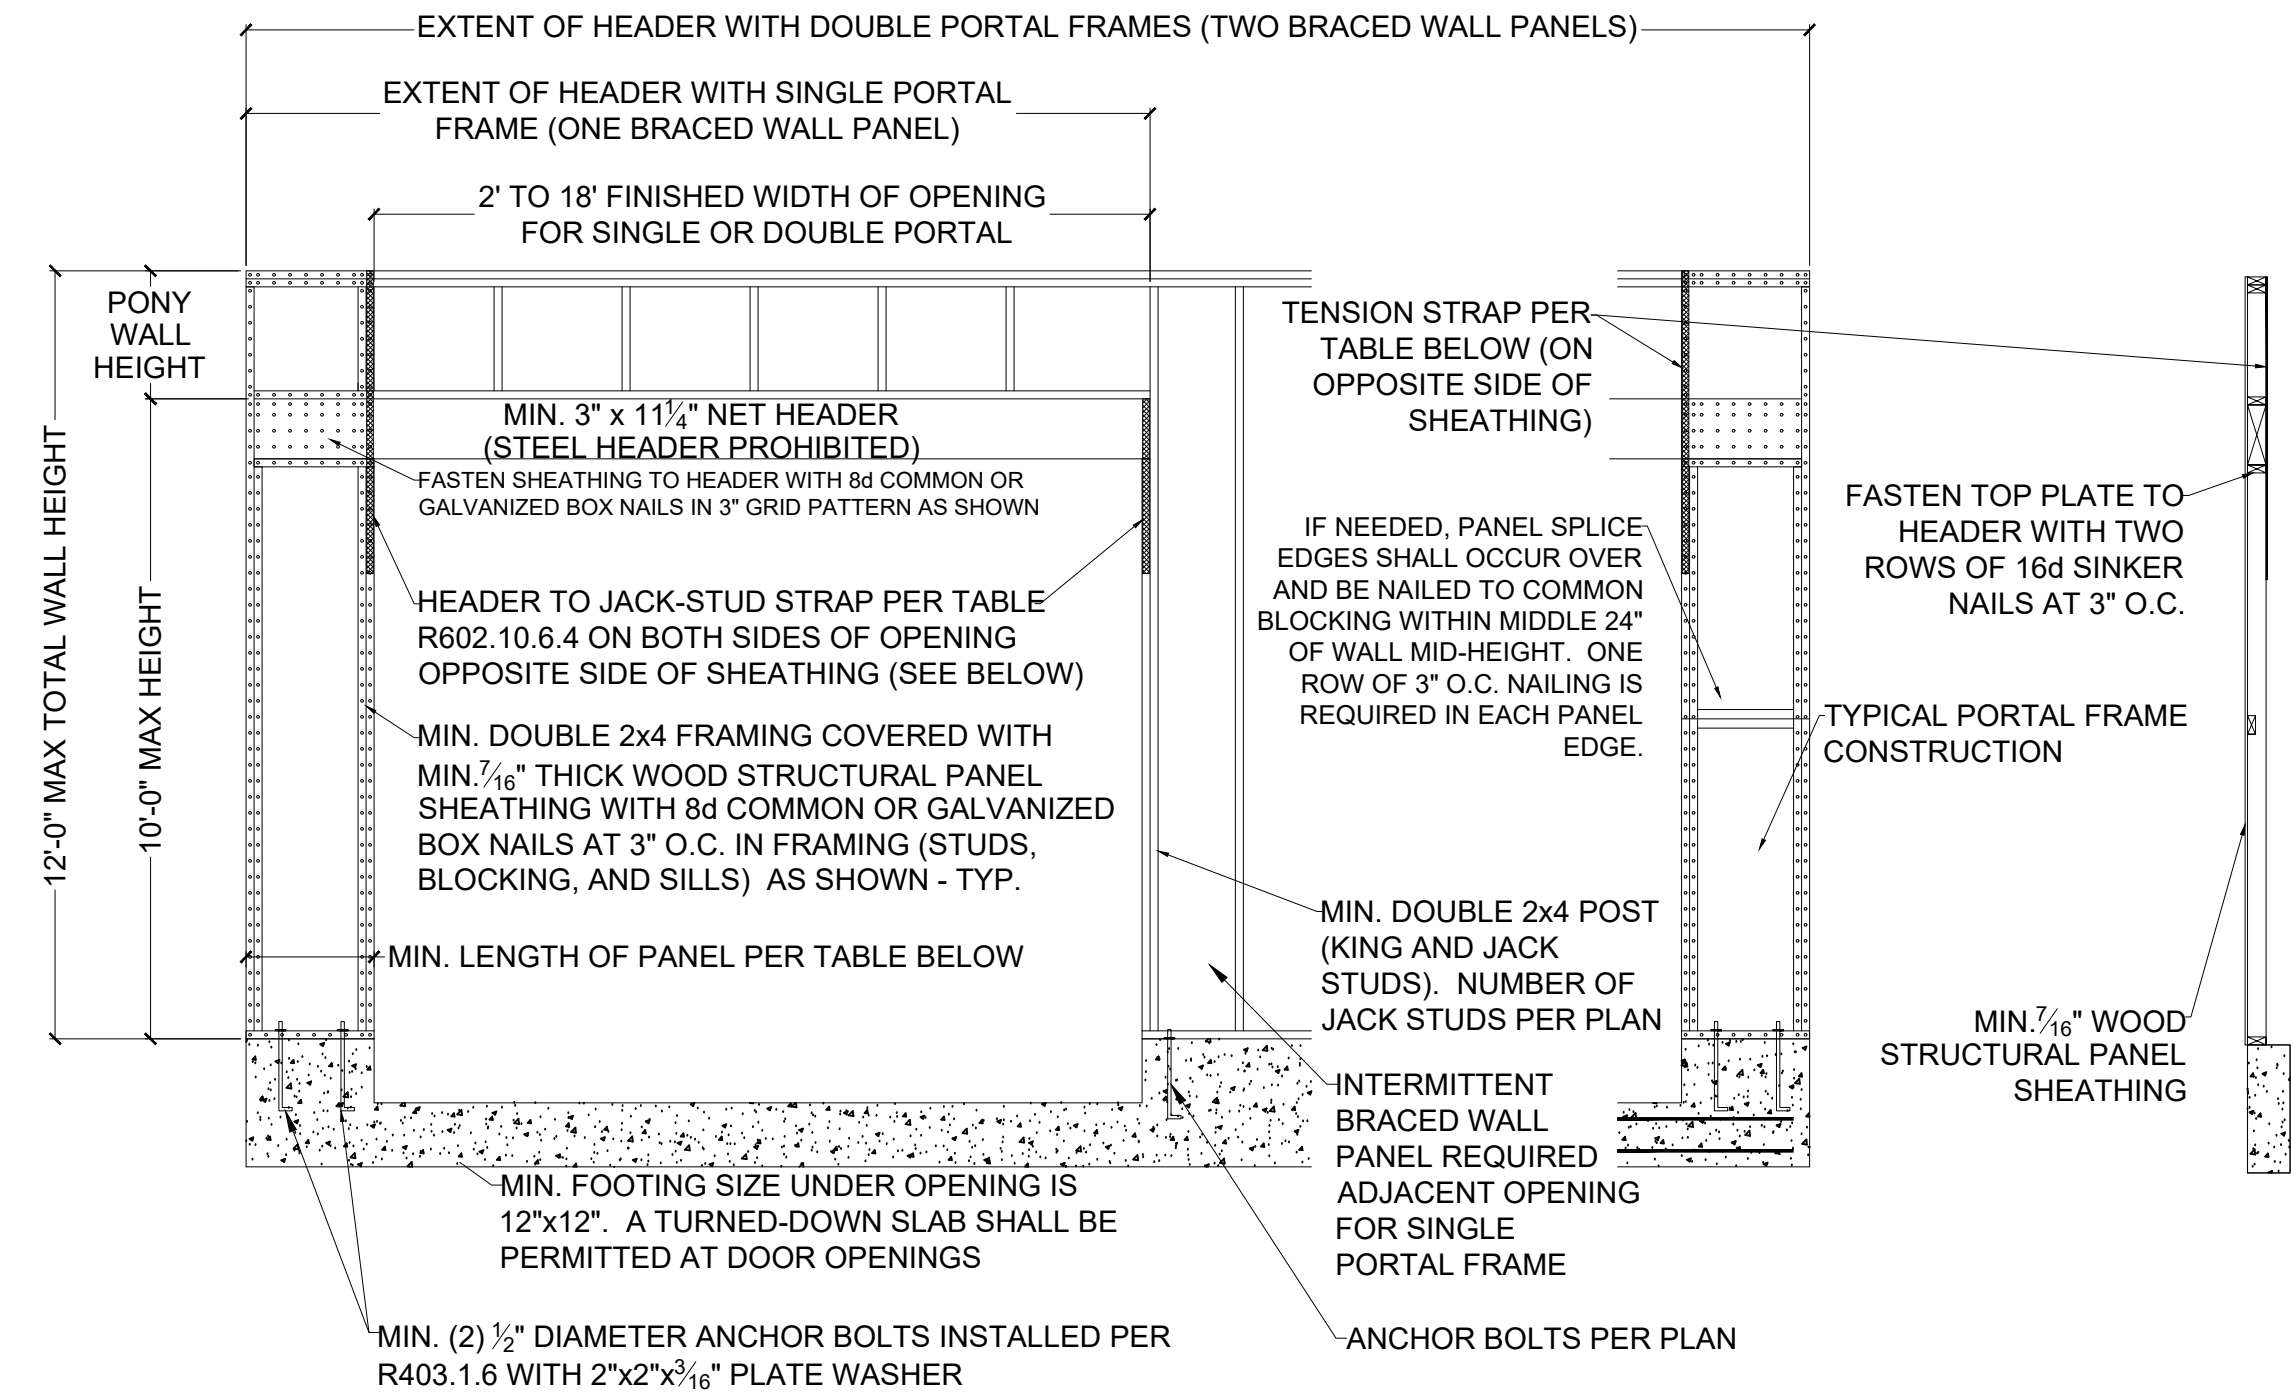 EXTENT OF HEADER WITH DOUBLE PORTAL FRAMES (TWO BRACED WALL PANELS)
EXTENT OF HEADER WITH SINGLE PORTAL
FRAME (ONE BRACED WALL PANEL)
2' TO 18' FINISHED WIDTH OF OPENING
FOR SINGLE OR DOUBLE PORTAL
12'-0" MAX TOTAL WALL HEIGHT
PONY
WALL
HEIGHT
10'-0" MAX HEIGHT
MIN. 3" x 11¼" NET HEADER
(STEEL HEADER PROHIBITED)
FASTEN SHEATHING TO HEADER WITH 8d COMMON OR
GALVANIZED BOX NAILS IN 3" GRID PATTERN AS SHOWN
HEADER TO JACK-STUD STRAP PER TABLE
R602.10.6.4 ON BOTH SIDES OF OPENING
OPPOSITE SIDE OF SHEATHING (SEE BELOW)
MIN. DOUBLE 2x4 FRAMING COVERED WITH
MIN.⁷⁄₁₆" THICK WOOD STRUCTURAL PANEL
SHEATHING WITH 8d COMMON OR GALVANIZED
BOX NAILS AT 3" O.C. IN FRAMING (STUDS,
BLOCKING, AND SILLS) AS SHOWN - TYP.
MIN. LENGTH OF PANEL PER TABLE BELOW
MIN. FOOTING SIZE UNDER OPENING IS
12"x12". A TURNED-DOWN SLAB SHALL BE
PERMITTED AT DOOR OPENINGS
MIN. (2) ½" DIAMETER ANCHOR BOLTS INSTALLED PER
R403.1.6 WITH 2"x2"x³⁄₁₆" PLATE WASHER
TENSION STRAP PER
TABLE BELOW (ON
OPPOSITE SIDE OF
SHEATHING)
IF NEEDED, PANEL SPLICE
EDGES SHALL OCCUR OVER
AND BE NAILED TO COMMON
BLOCKING WITHIN MIDDLE 24"
OF WALL MID-HEIGHT. ONE
ROW OF 3" O.C. NAILING IS
REQUIRED IN EACH PANEL
EDGE.
MIN. DOUBLE 2x4 POST
(KING AND JACK
STUDS). NUMBER OF
JACK STUDS PER PLAN
INTERMITTENT
BRACED WALL
PANEL REQUIRED
ADJACENT OPENING
FOR SINGLE
PORTAL FRAME
ANCHOR BOLTS PER PLAN
FASTEN TOP PLATE TO
HEADER WITH TWO
ROWS OF 16d SINKER
NAILS AT 3" O.C.
TYPICAL PORTAL FRAME
CONSTRUCTION
MIN.⁷⁄₁₆" WOOD
STRUCTURAL PANEL
SHEATHING